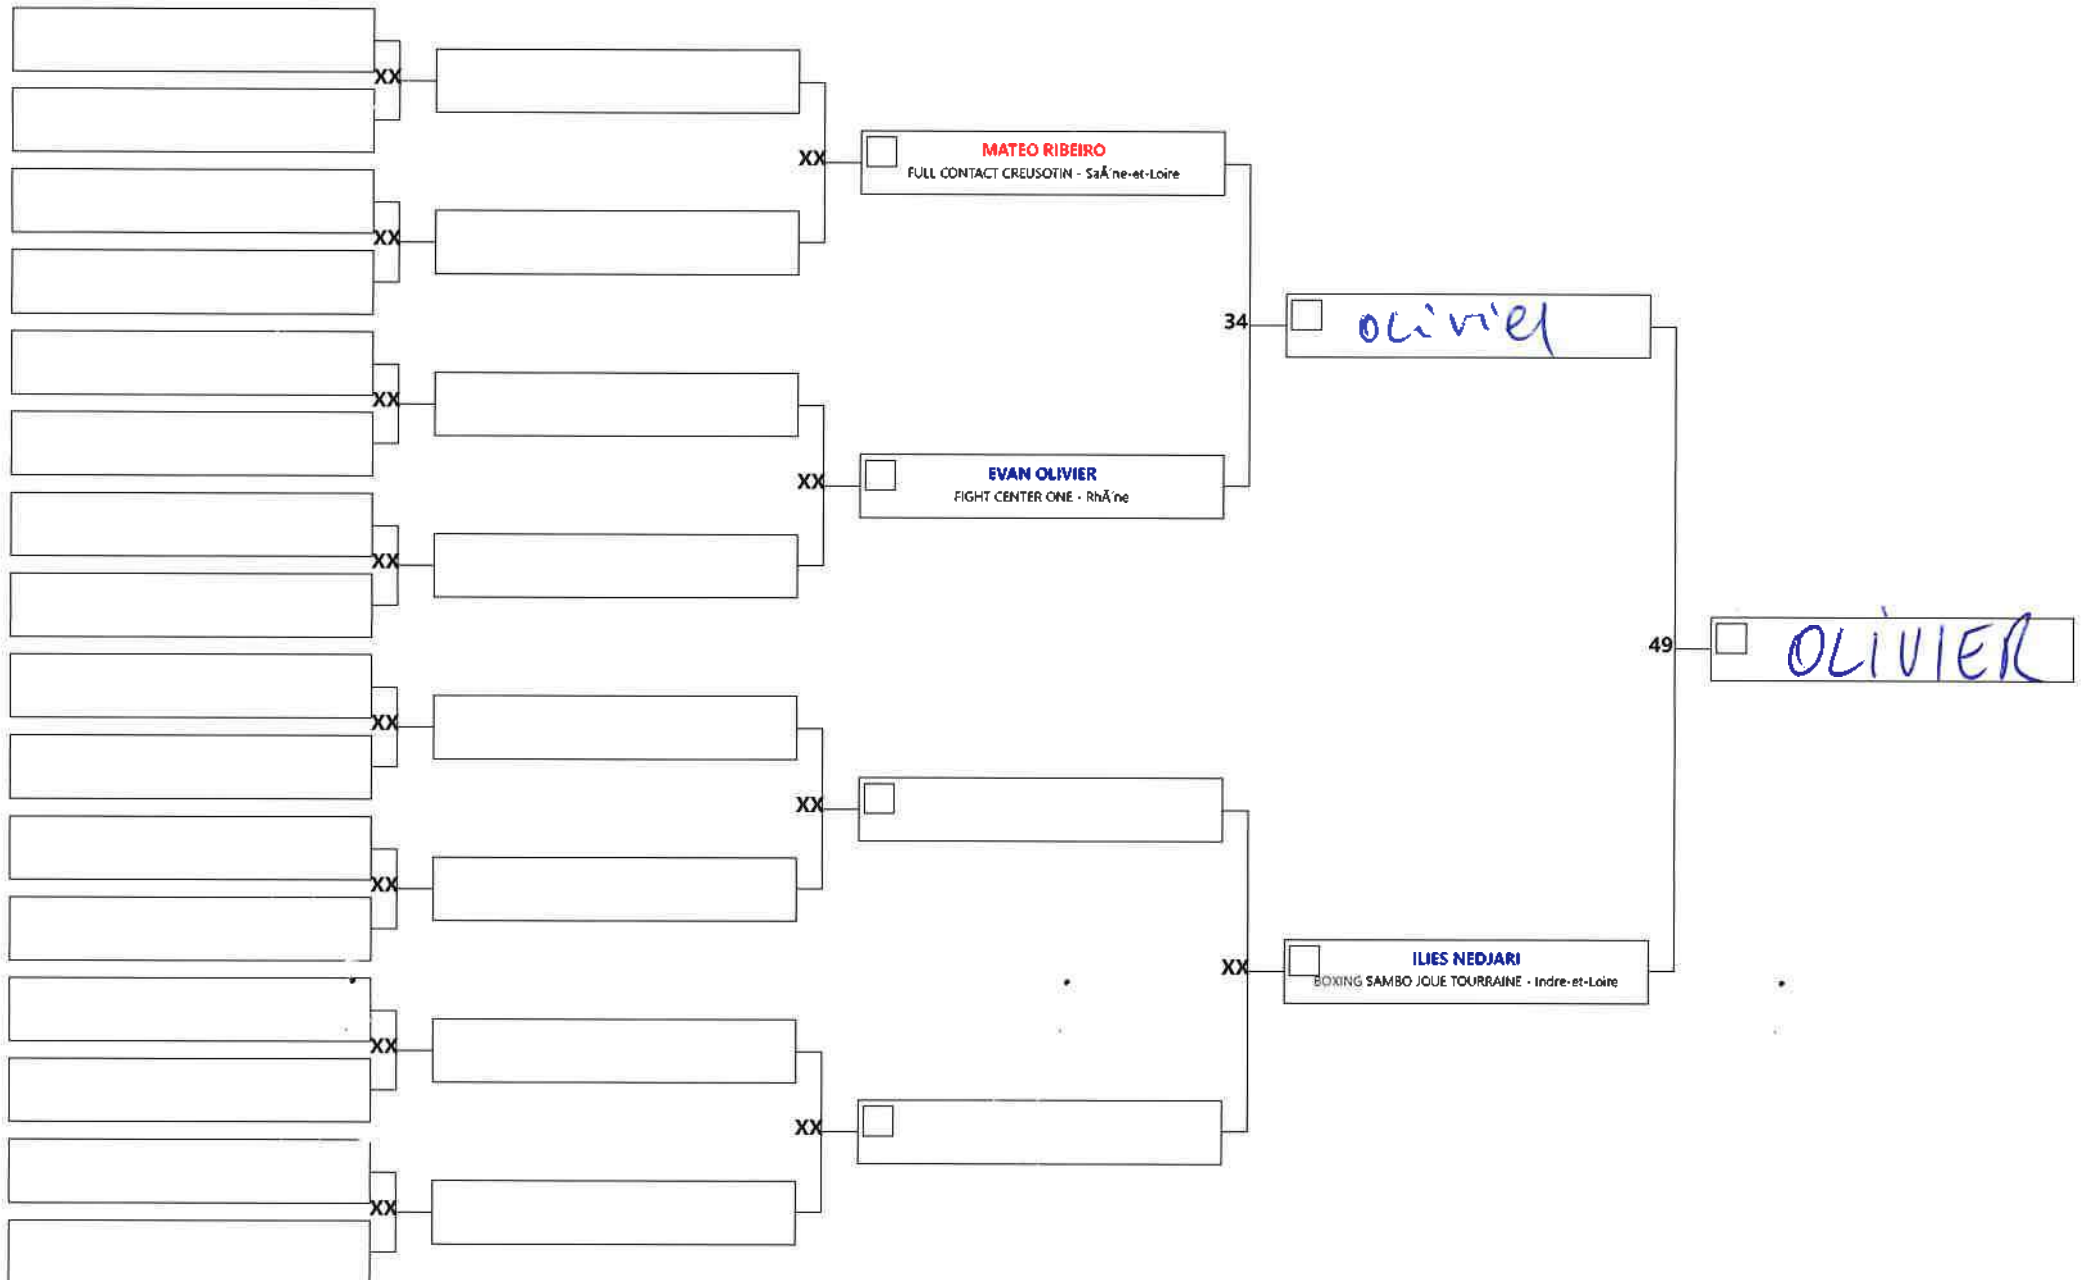 XX
XX
MATEO RIBEIRO
FULL CONTACT CREUSOTIN - SaÃ´ne-et-Loire
XX
34
OLiViER
XX
XX
EVAN OLIVIER
FIGHT CENTER ONE - RhÃ´ne
XX
49
OLIVIER
XX
XX
XX
XX
ILIES NEDJARI
BOXING SAMBO JOUE TOURRAINE - Indre-et-Loire
XX
XX
XX